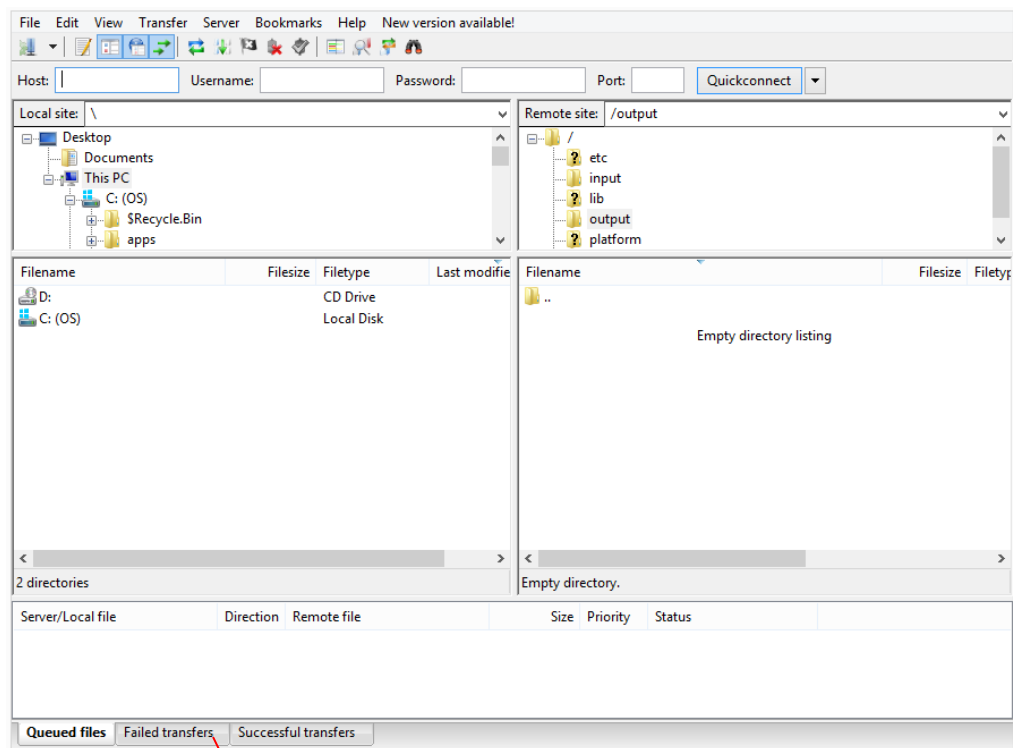 File Edit View Transfer Server Bookmarks Help New version available!
Host: Username: Password: Port: Quickconnect
Local site: \
Desktop
Documents
This PC
C: (OS)
$Recycle.Bin
apps
Remote site: /output
/
? etc
input
? lib
output
? platform
Filename Filesize Filetype Last modifie
D: CD Drive
C: (OS) Local Disk
2 directories
Filename Filesize Filetyp
..
Empty directory listing
Empty directory.
Server/Local file Direction Remote file Size Priority Status
Queued files Failed transfers Successful transfers